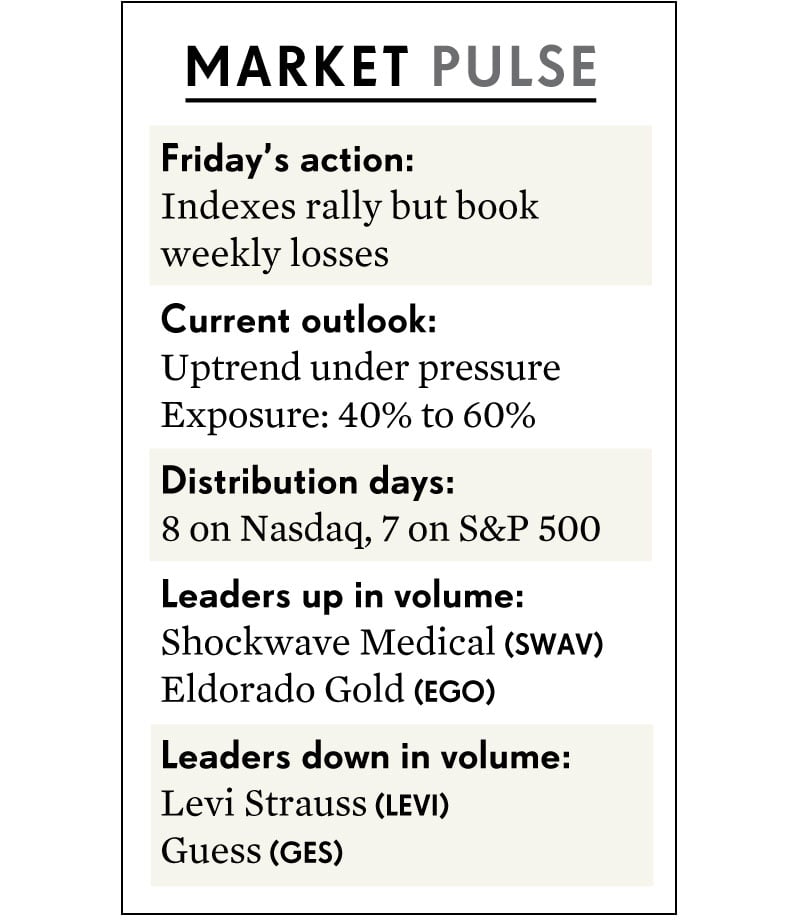 MARKET PULSE
Friday's action:
Indexes rally but book
weekly losses
Current outlook:
Uptrend under pressure
Exposure: 40% to 60%
Distribution days:
8 on Nasdaq, 7 on S&P 500
Leaders up in volume:
Shockwave Medical (SWAV)
Eldorado Gold (EGO)
Leaders down in volume:
Levi Strauss (LEVI)
Guess (GES)